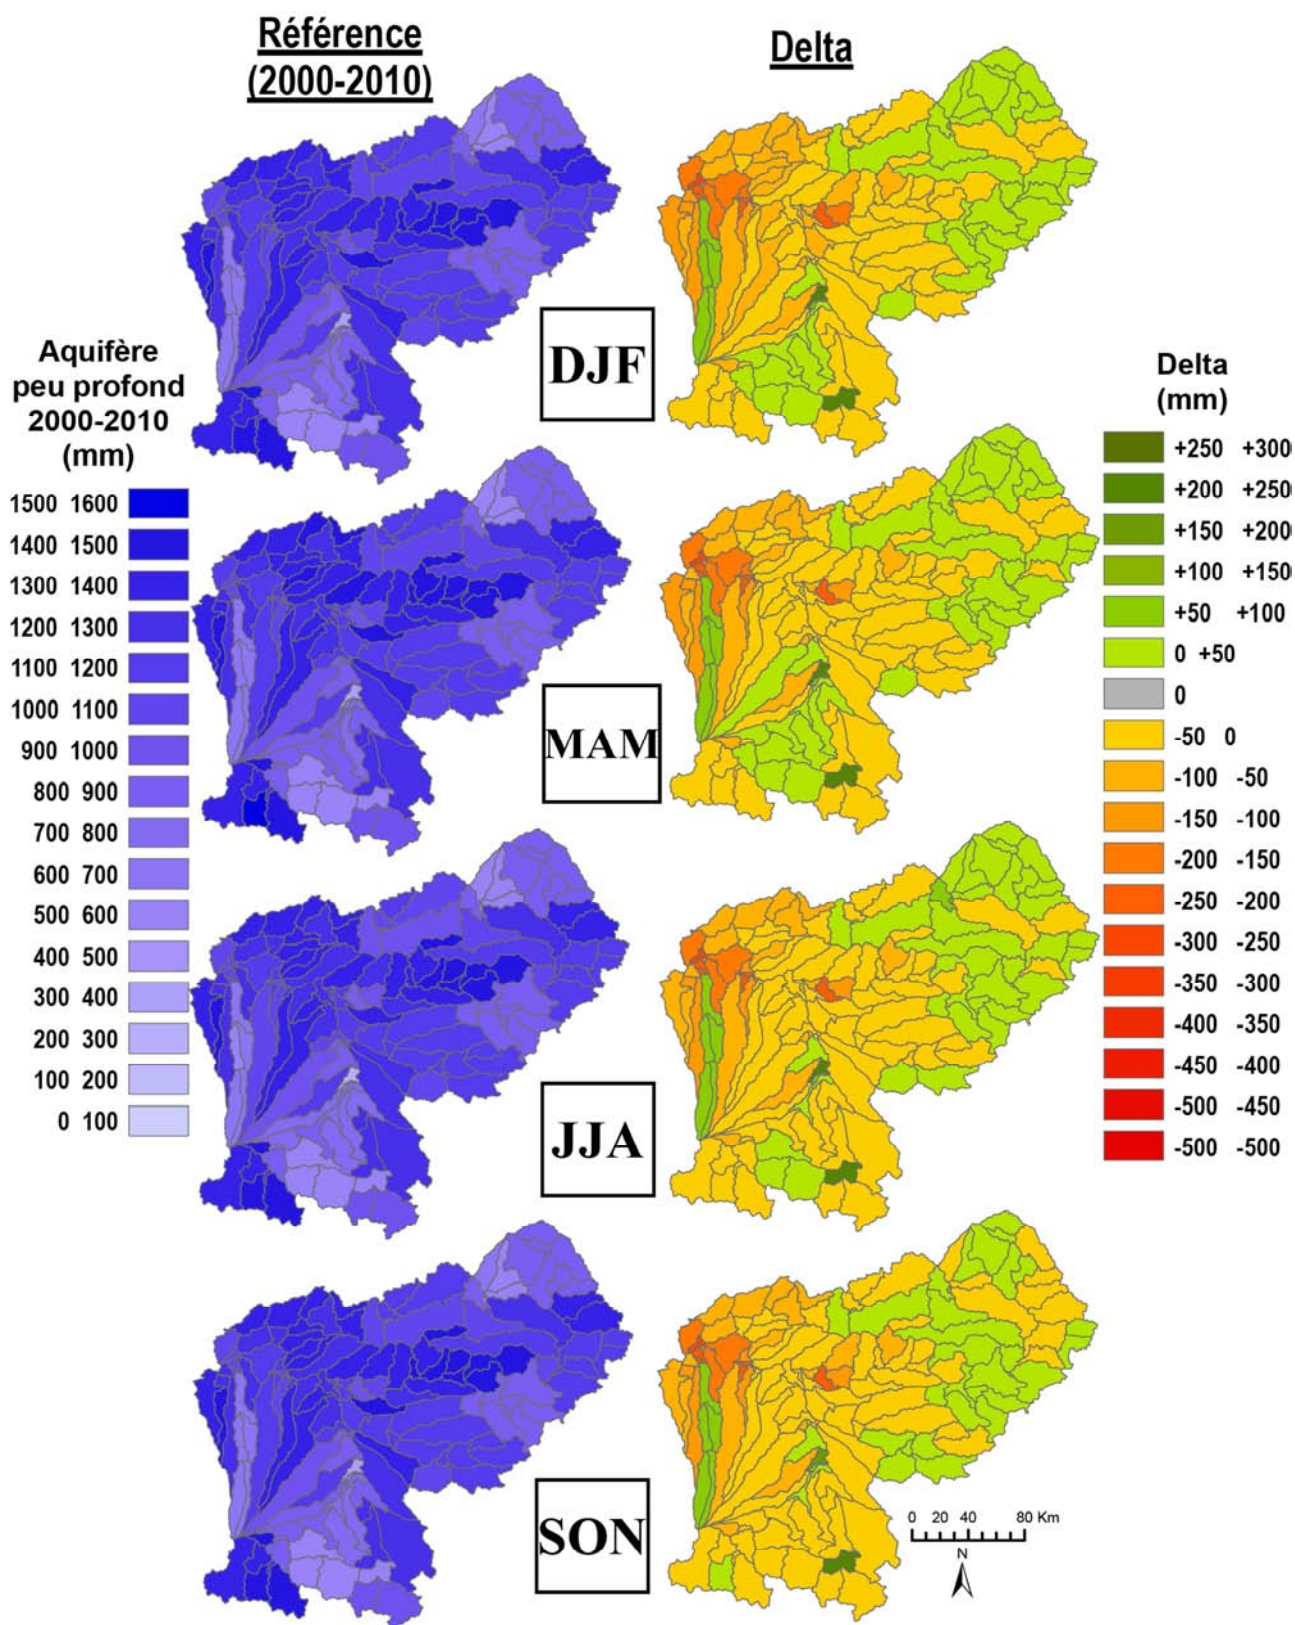 Référence
(2000-2010)
Delta
DJF
Aquifère
peu profond
2000-2010
(mm)
1500 1600
1400 1500
1300 1400
1200 1300
1100 1200
1000 1100
900 1000
800 900
700 800
600 700
500 600
400 500
300 400
200 300
100 200
0 100
Delta
(mm)
+250 +300
+200 +250
+150 +200
+100 +150
+50 +100
0 +50
0
-50 0
-100 -50
-150 -100
-200 -150
-250 -200
-300 -250
-350 -300
-400 -350
-450 -400
-500 -450
-500 -500
MAM
JJA
SON
0 20 40 80 Km
N